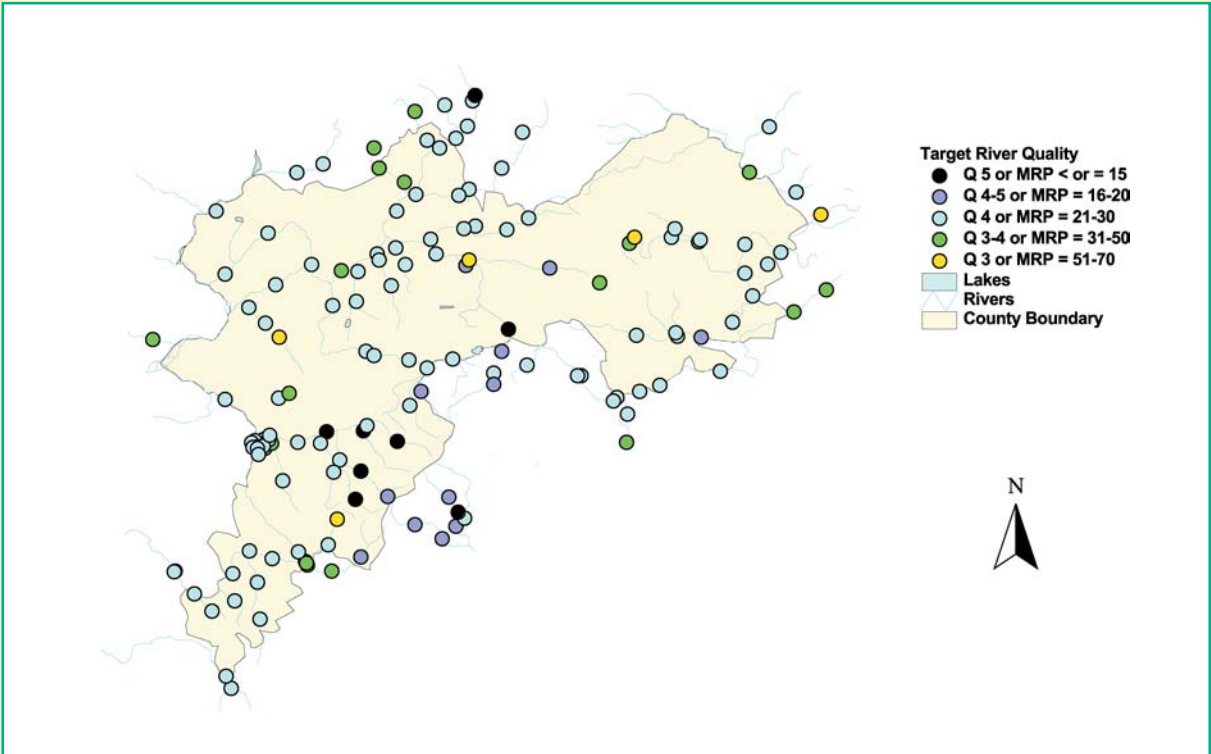 Target River Quality
Q 5 or MRP < or = 15
Q 4-5 or MRP = 16-20
Q 4 or MRP = 21-30
Q 3-4 or MRP = 31-50
Q 3 or MRP = 51-70
Lakes
Rivers
County Boundary
N